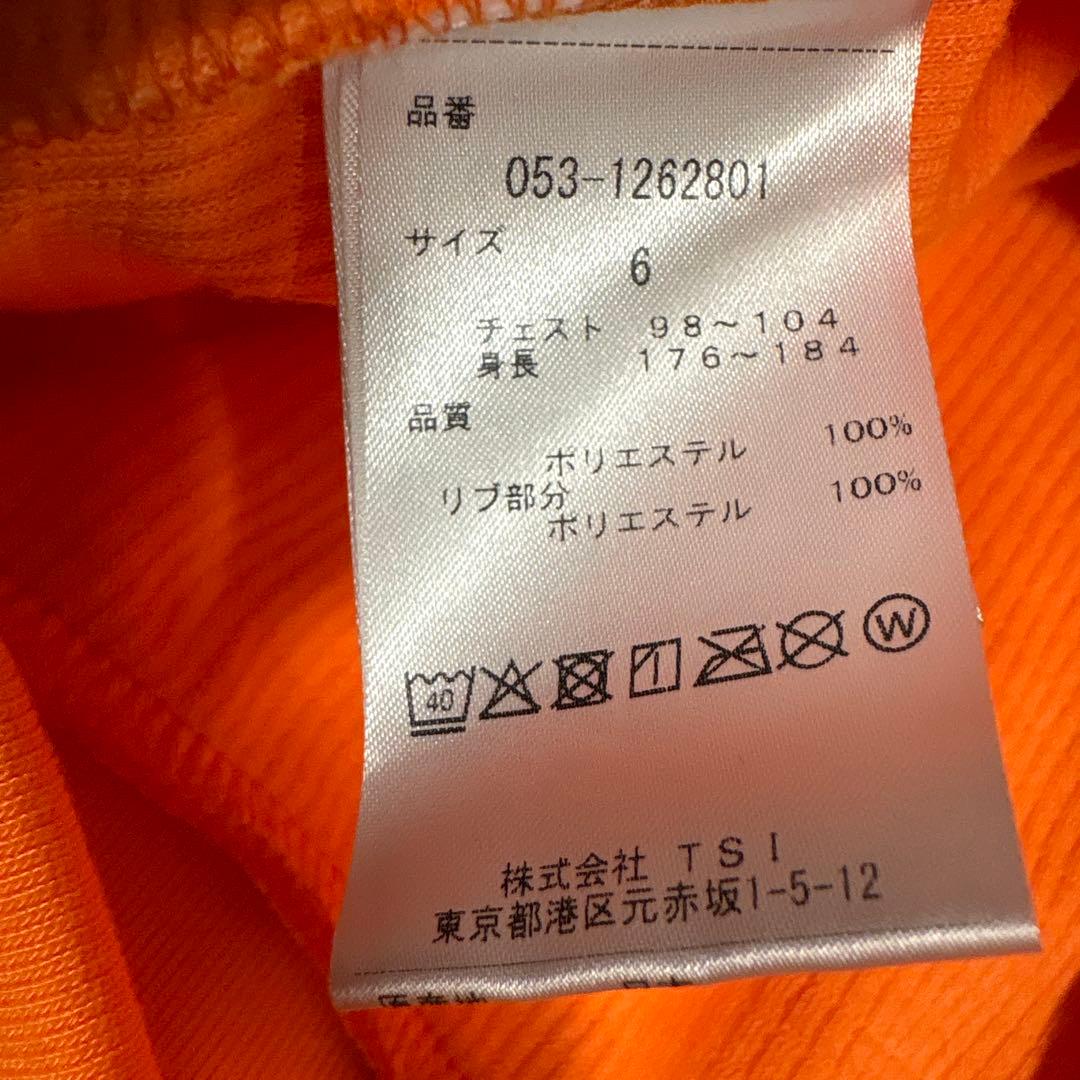 品番
053-1262801
サイズ
6
チェスト 98～104
身長 176～184
品質
ポリエステル 100%
リブ部分
ポリエステル 100%
40
W
株式会社 TSI
東京都港区元赤坂1-5-12